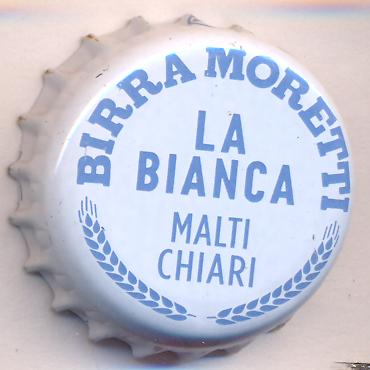 BIRRA MORETTI
LA
BIANCA
MALTI
CHIARI